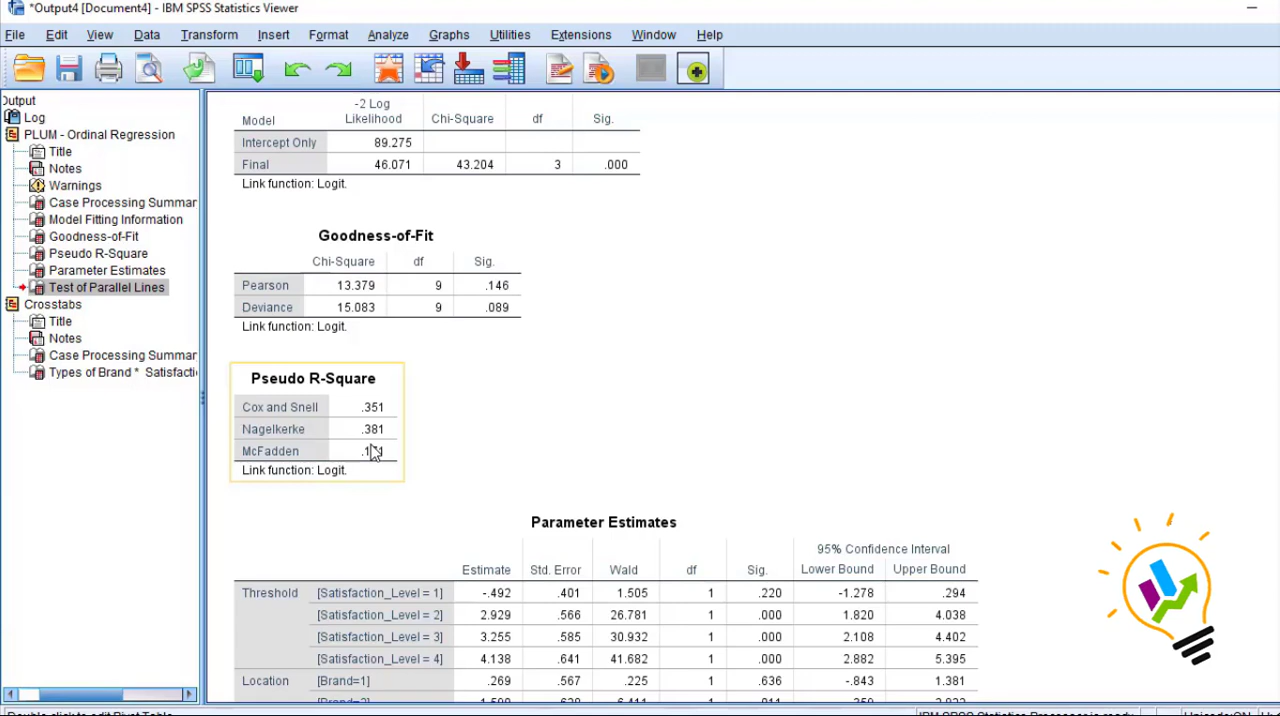 *Output4 [Document4] - IBM SPSS Statistics Viewer
File Edit View Data Transform Insert Format Analyze Graphs Utilities Extensions Window Help
Output
Log
PLUM - Ordinal Regression
Title
Notes
Warnings
Case Processing Summar
Model Fitting Information
Goodness-of-Fit
Pseudo R-Square
Parameter Estimates
Test of Parallel Lines
Crosstabs
Title
Notes
Case Processing Summar
Types of Brand * Satisfacti
Model -2 Log Likelihood Chi-Square df Sig.
Intercept Only 89.275
Final 46.071 43.204 3 .000
Link function: Logit.
Goodness-of-Fit
Chi-Square df Sig.
Pearson 13.379 9 .146
Deviance 15.083 9 .089
Link function: Logit.
Pseudo R-Square
Cox and Snell .351
Nagelkerke .381
McFadden
Link function: Logit.
Parameter Estimates
95% Confidence Interval
Estimate Std. Error Wald df Sig. Lower Bound Upper Bound
Threshold [Satisfaction_Level = 1] -.492 .401 1.505 1 .220 -1.278 .294
[Satisfaction_Level = 2] 2.929 .566 26.781 1 .000 1.820 4.038
[Satisfaction_Level = 3] 3.255 .585 30.932 1 .000 2.108 4.402
[Satisfaction_Level = 4] 4.138 .641 41.682 1 .000 2.882 5.395
Location [Brand=1] .269 .567 .225 1 .636 -.843 1.381